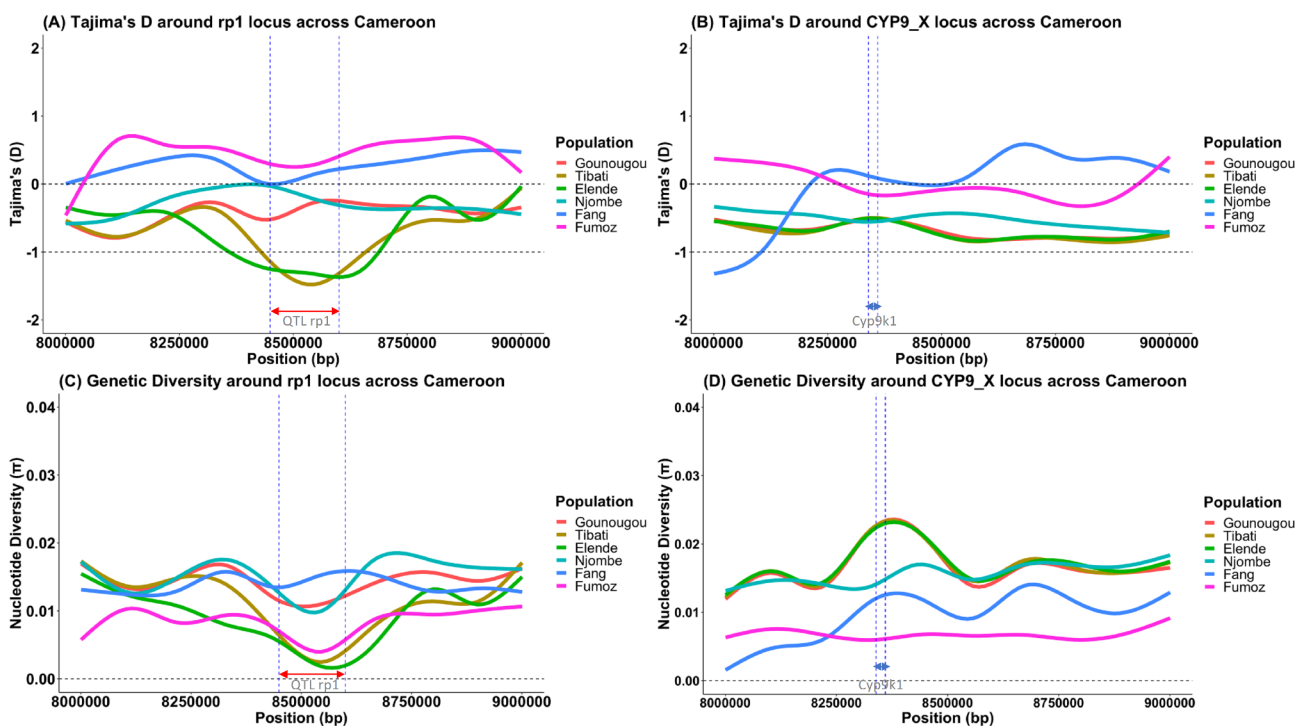 (A) Tajima's D around rp1 locus across Cameroon
2
1
0
-1
-2
Tajima's (D)
QTL rp1
8000000 8250000 8500000 8750000 9000000
Position (bp)
Population
Gounougou
Tibati
Elende
Njombe
Fang
Fumoz
(B) Tajima's D around CYP9_X locus across Cameroon
2
1
0
-1
-2
Tajima's (D)
Cyp9k1
8000000 8250000 8500000 8750000 9000000
Position (bp)
Population
Gounougou
Tibati
Elende
Njombe
Fang
Fumoz
(C) Genetic Diversity around rp1 locus across Cameroon
0.04
0.03
0.02
0.01
0.00
Nucleotide Diversity (π)
QTL rp1
8000000 8250000 8500000 8750000 9000000
Position (bp)
Population
Gounougou
Tibati
Elende
Njombe
Fang
Fumoz
(D) Genetic Diversity around CYP9_X locus across Cameroon
0.04
0.03
0.02
0.01
0.00
Nucleotide Diversity (π)
Cyp9k1
8000000 8250000 8500000 8750000 9000000
Position (bp)
Population
Gounougou
Tibati
Elende
Njombe
Fang
Fumoz